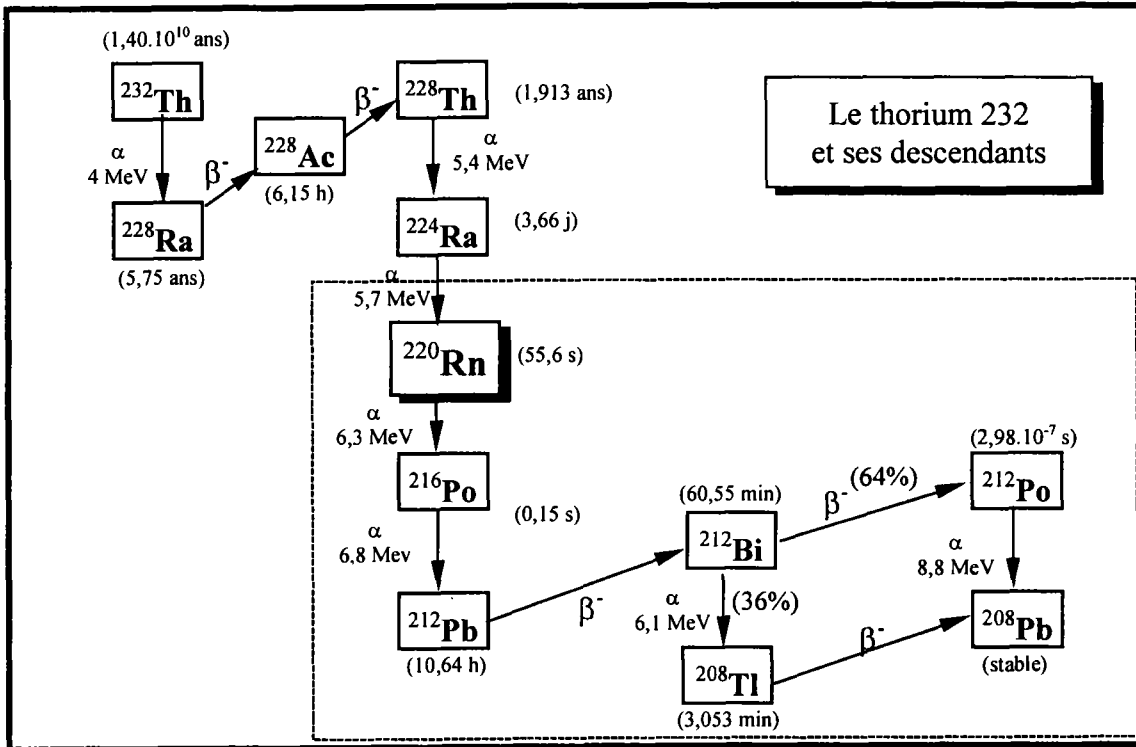 (1,40.10¹⁰ ans)
²³²Th
α
4 MeV
²²⁸Ra
(5,75 ans)
β⁻
²²⁸Ac
(6,15 h)
β⁻
²²⁸Th
(1,913 ans)
α
5,4 MeV
²²⁴Ra
(3,66 j)
α
5,7 MeV
²²⁰Rn
(55,6 s)
α
6,3 MeV
²¹⁶Po
(0,15 s)
α
6,8 Mev
²¹²Pb
(10,64 h)
β⁻
(60,55 min)
²¹²Bi
β⁻
(64%)
(2,98.10⁻⁷ s)
²¹²Po
α
8,8 MeV
α
6,1 MeV
(36%)
²⁰⁸Tl
(3,053 min)
β⁻
²⁰⁸Pb
(stable)
Le thorium 232
et ses descendants